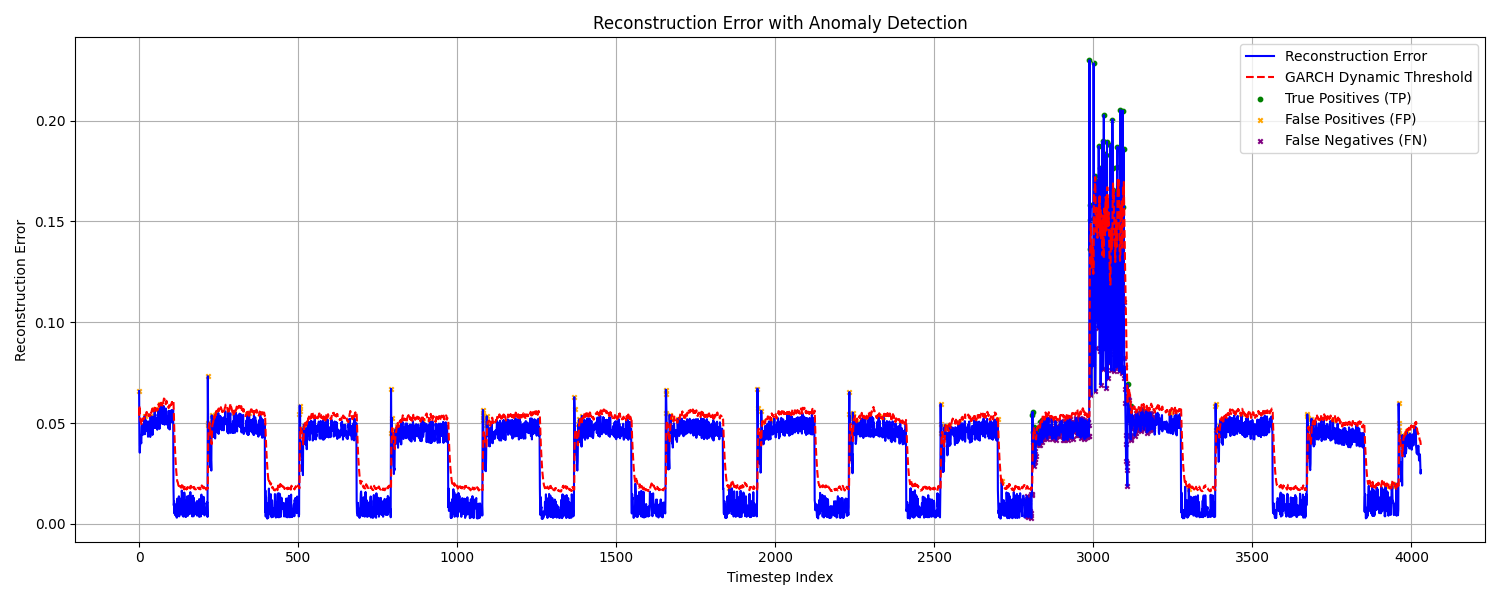 Reconstruction Error with Anomaly Detection
Reconstruction Error
GARCH Dynamic Threshold
True Positives (TP)
False Positives (FP)
False Negatives (FN)
Reconstruction Error
0.20
0.15
0.10
0.05
0.00
0 500 1000 1500 2000 2500 3000 3500 4000
Timestep Index